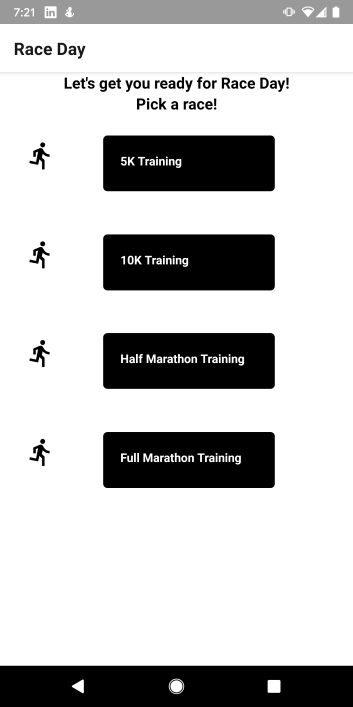 7:21
Race Day
Let's get you ready for Race Day!
Pick a race!
5K Training
10K Training
Half Marathon Training
Full Marathon Training